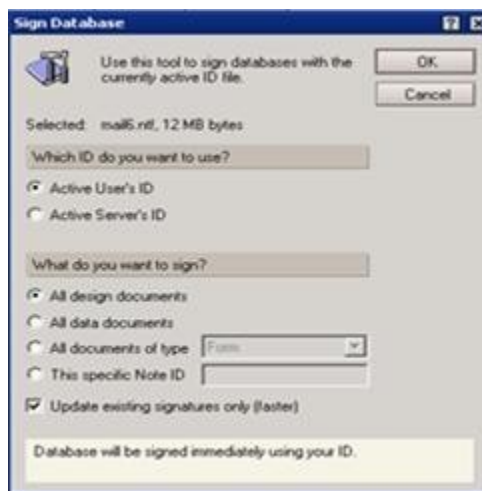 Sign Database
Use this tool to sign databases with the
currently active ID file.
OK
Cancel
Selected: mail6.ntf, 12 MB bytes
Which ID do you want to use?
Active User's ID
Active Server's ID
What do you want to sign?
All design documents
All data documents
All documents of type Form
This specific Note ID
Update existing signatures only (faster)
Database will be signed immediately using your ID.